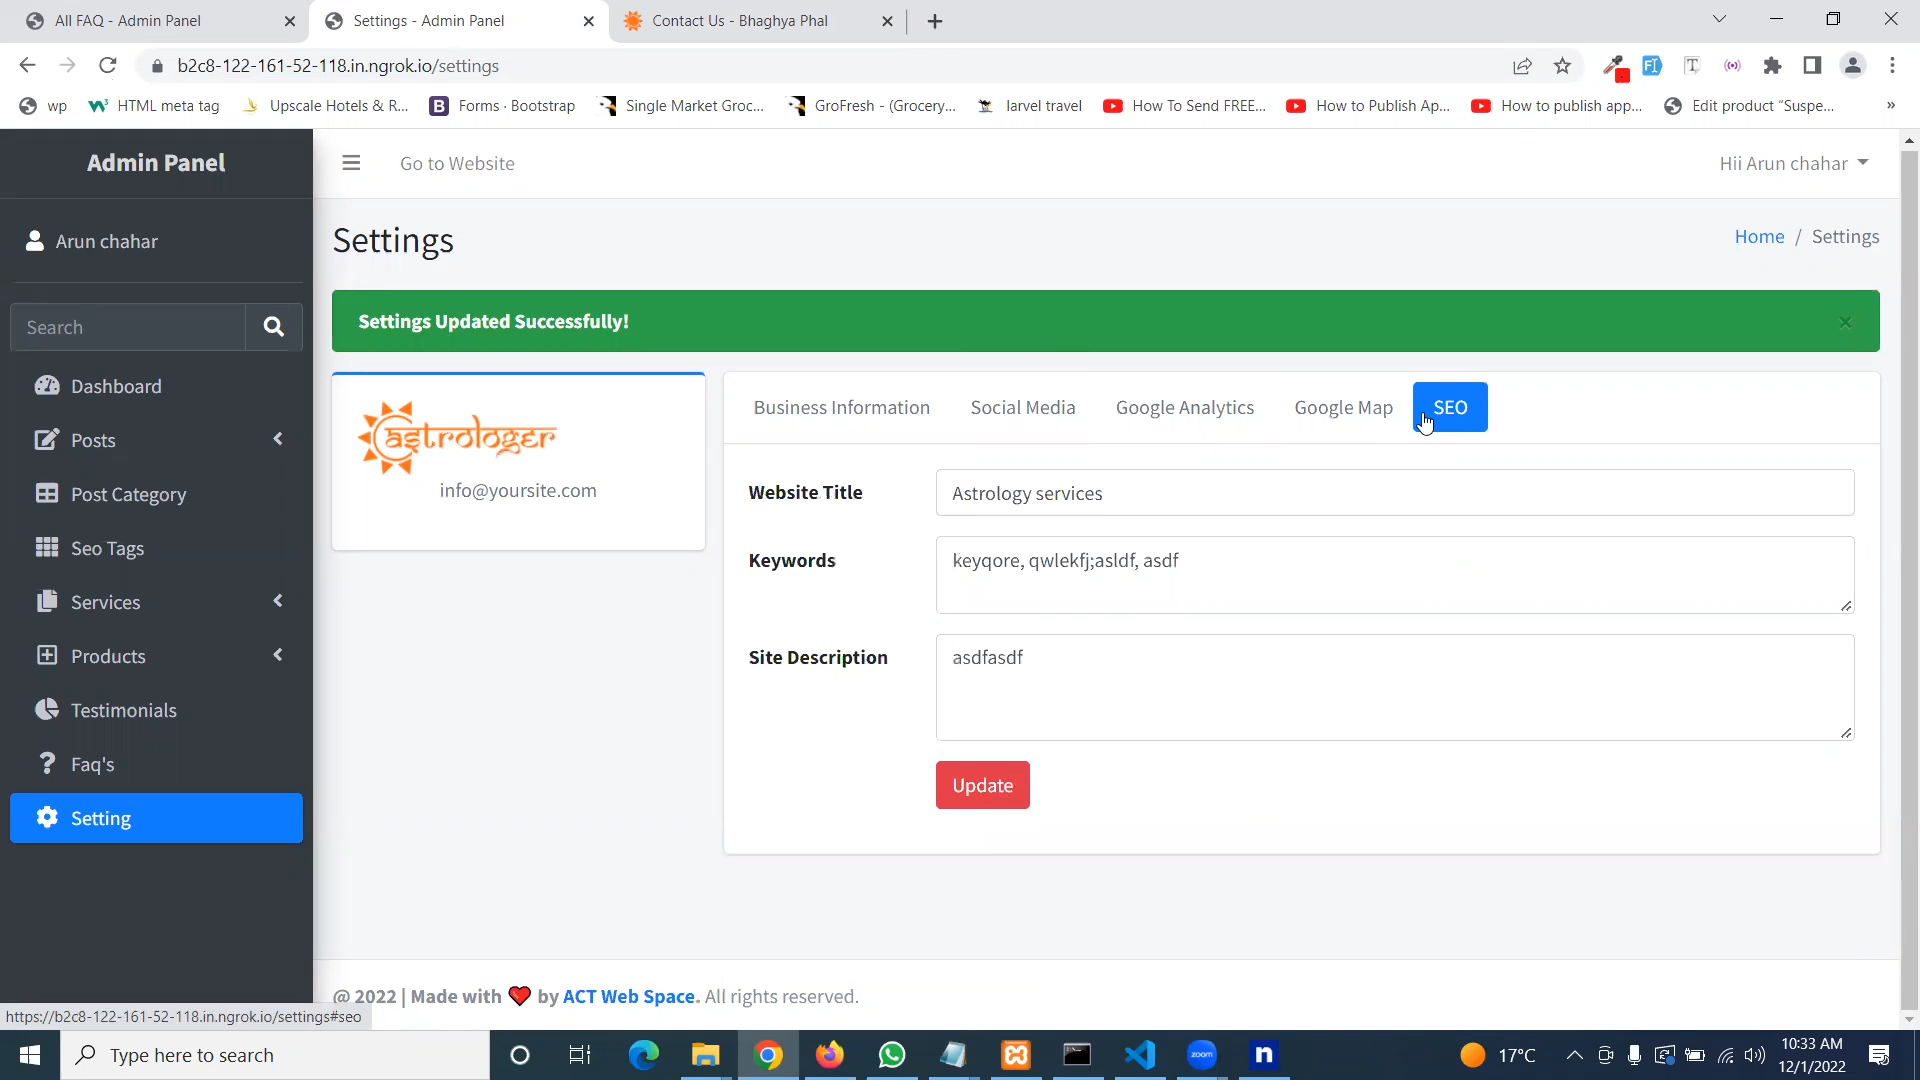 All FAQ - Admin Panel
Settings - Admin Panel
Contact Us - Bhaghya Phal
b2c8-122-161-52-118.in.ngrok.io/settings
wp
HTML meta tag
Upscale Hotels & R...
Forms · Bootstrap
Single Market Groc...
GroFresh - (Grocery...
larvel travel
How To Send FREE...
How to Publish Ap...
How to publish app...
Edit product “Suspe...
»
Admin Panel
Go to Website
Hii Arun chahar
Arun chahar
Settings
Home / Settings
Search
Settings Updated Successfully!
×
Dashboard
Posts
Post Category
Seo Tags
Services
Products
Testimonials
Faq's
Setting
astrologer
info@yoursite.com
Business Information
Social Media
Google Analytics
Google Map
SEO
Website Title
Astrology services
Keywords
keyqore, qwlekfj;asldf, asdf
Site Description
asdfasdf
Update
@ 2022 | Made with ❤ by ACT Web Space. All rights reserved.
https://b2c8-122-161-52-118.in.ngrok.io/settings#seo
Type here to search
zoom
n
17°C
10:33 AM
12/1/2022